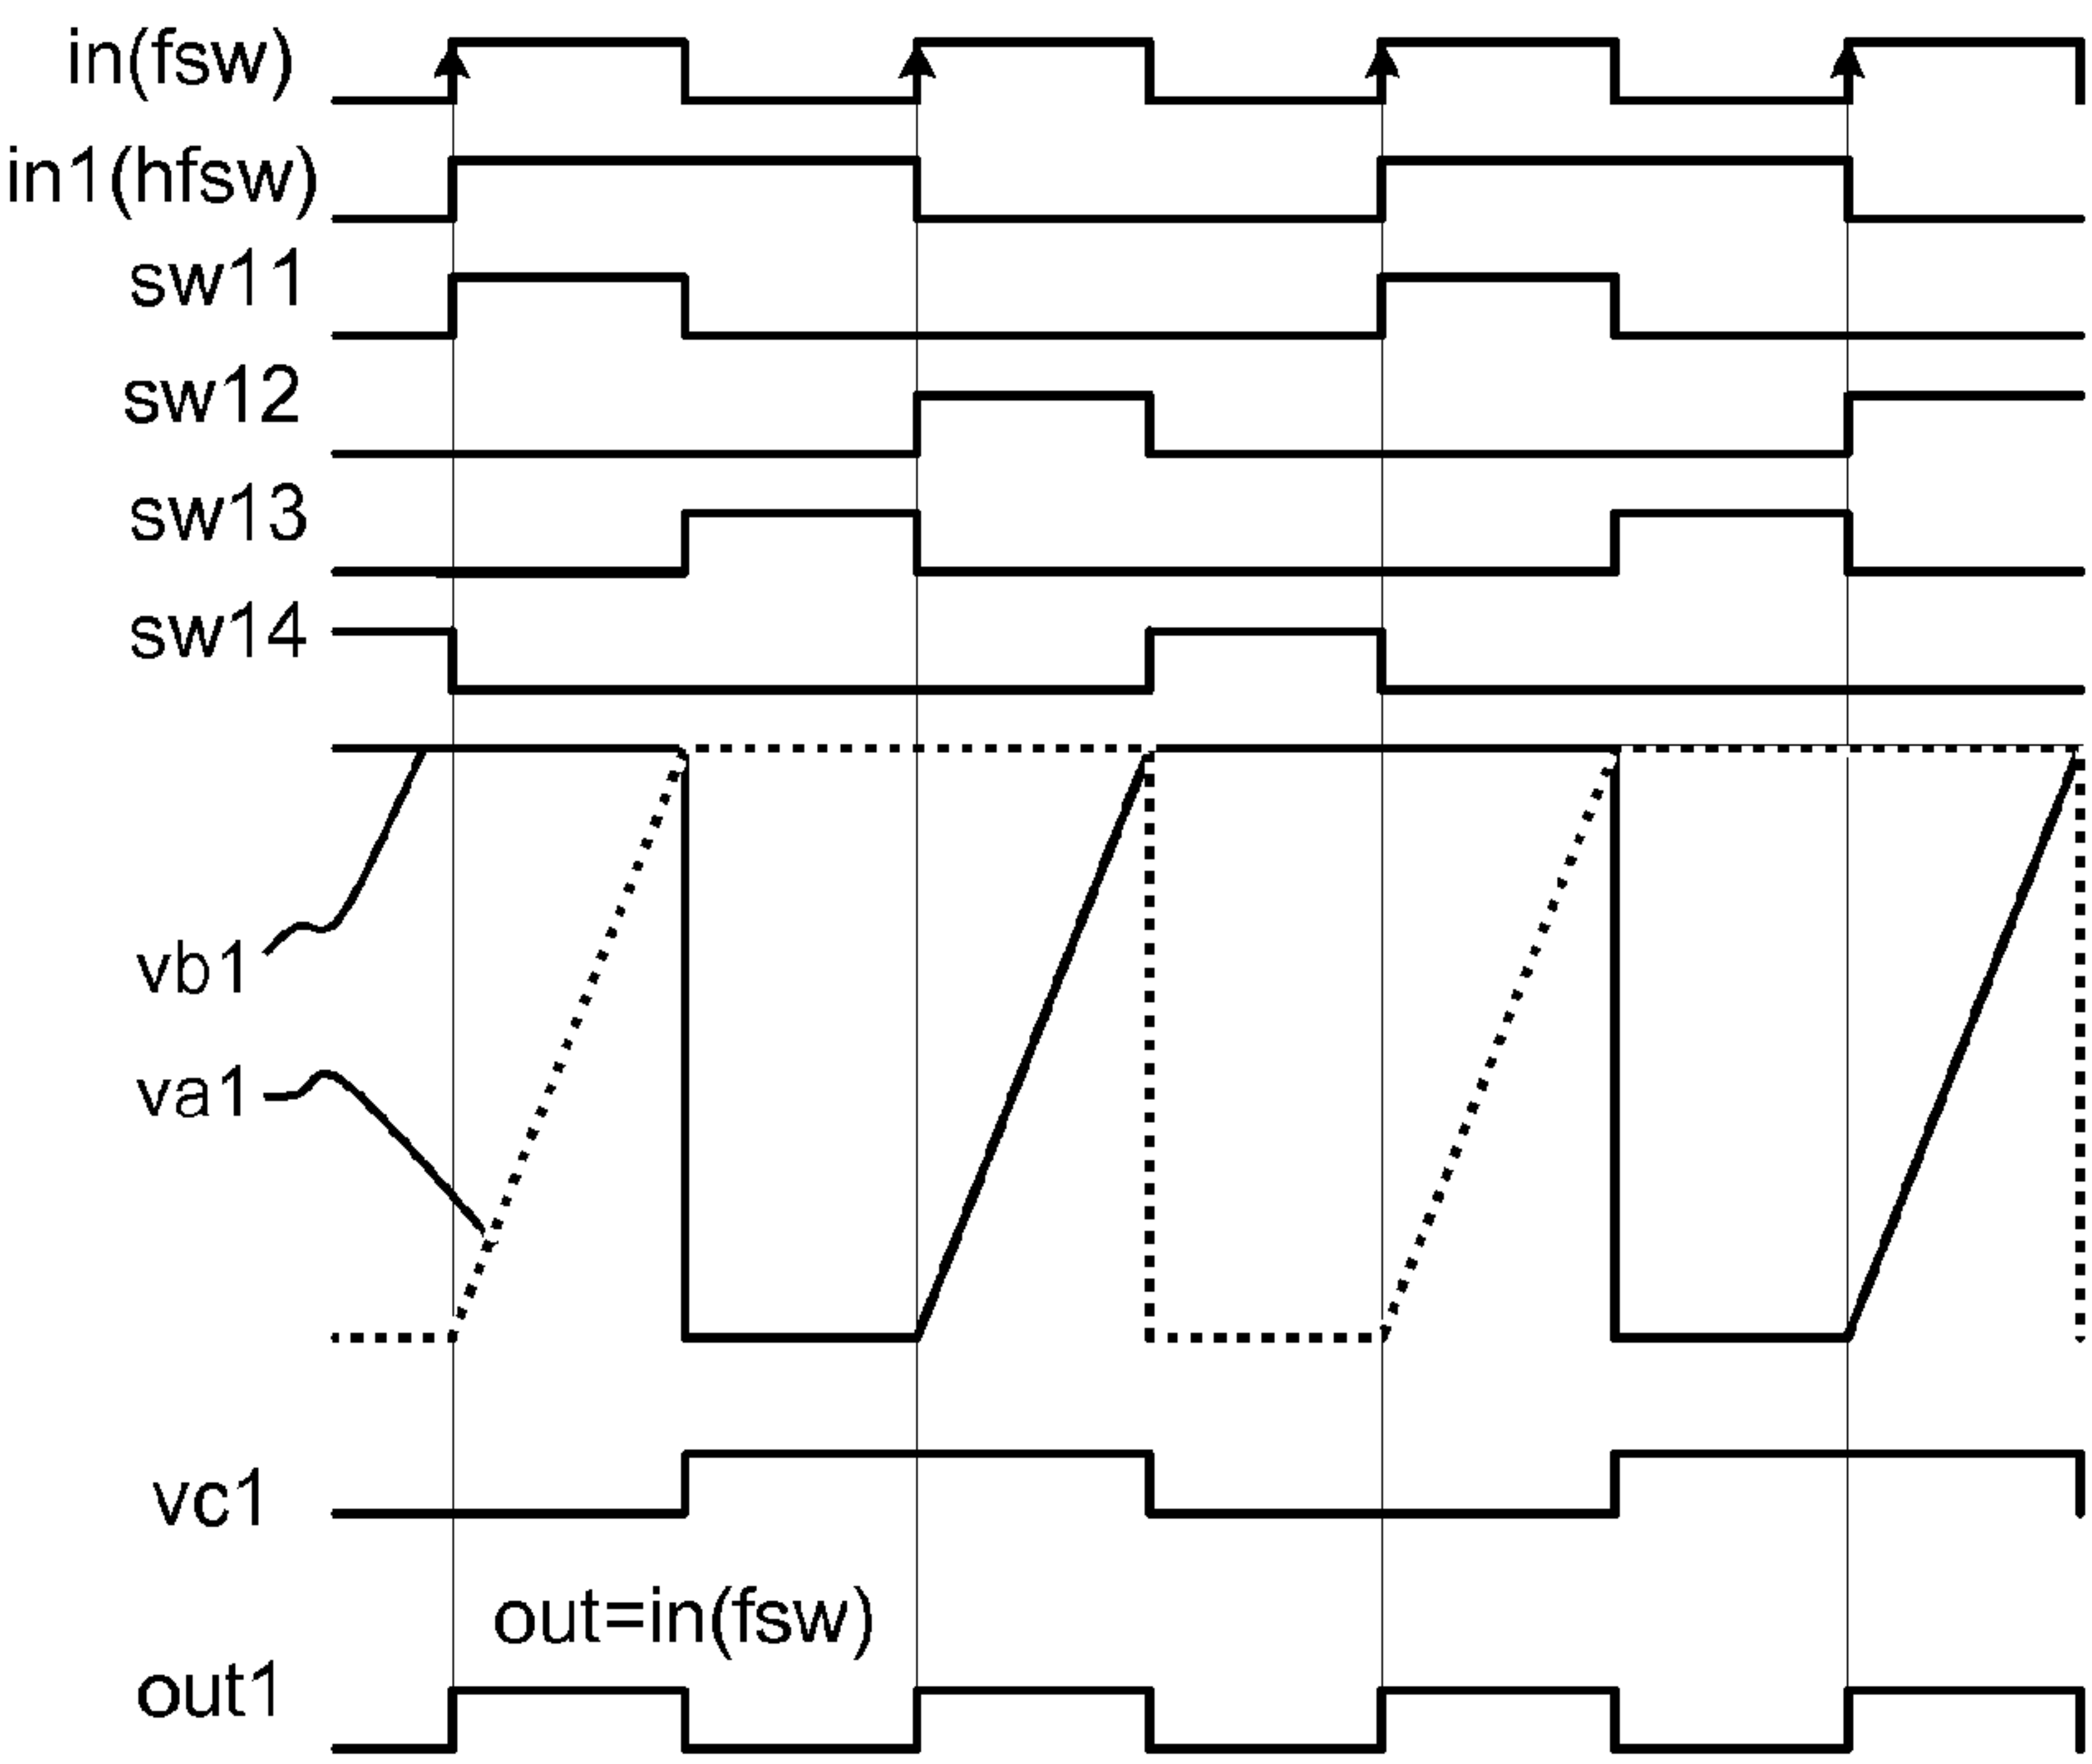 in(fsw)
in1(hfsw)
sw11
sw12
sw13
sw14
vb1
va1
vc1
out=in(fsw)
out1